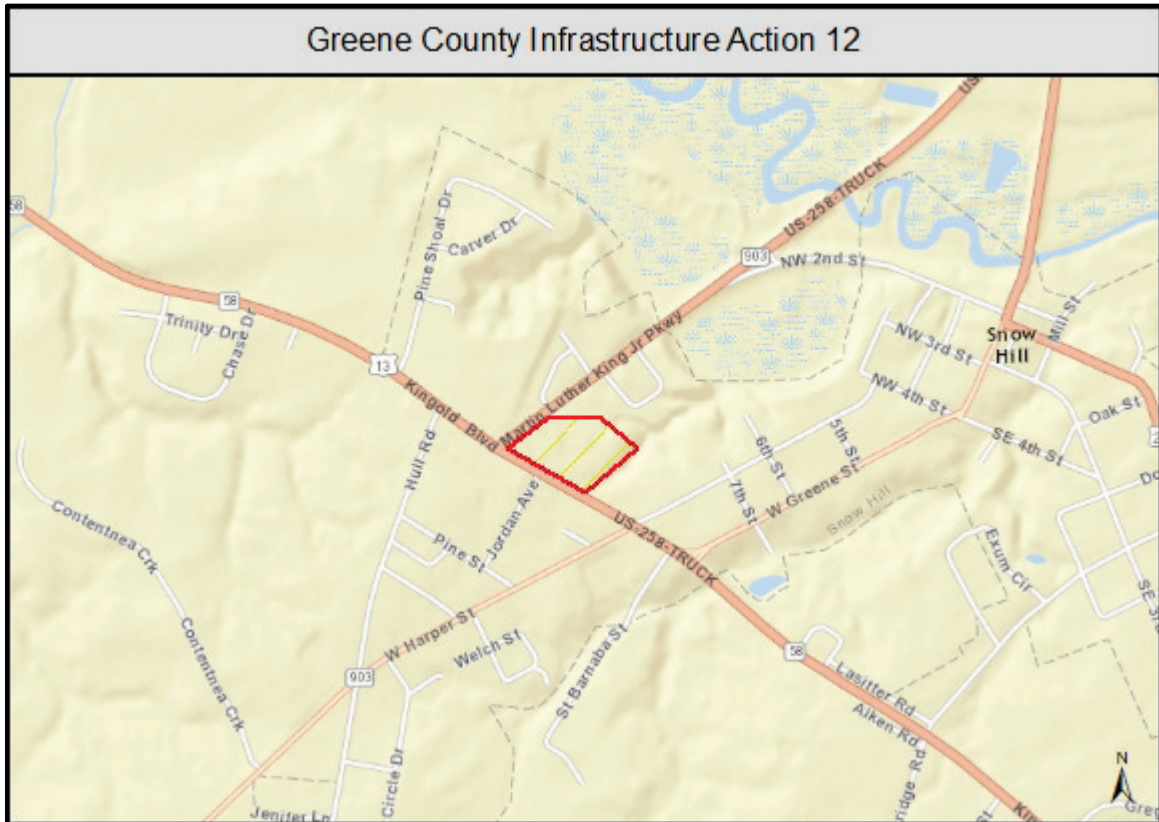 Greene County Infrastructure Action 12
US-258-TRUCK
903
NW 2nd St
Pine Shoal Dr
Carver Dr
58
58
Trinity Dr
Chase Dr
13
Kingold Blvd
Martin Luther King Jr Pkwy
Mill St
Snow
Hill
NW 3rd St
NW 4th St
Oak St
SE 4th St
5th St
6th St
7th St
W Greene St
Snow Hill
Hull Rd
Jordan Ave
Pine St
US-258-TRUCK
Exum Cir
Contentnea Crk
Contentnea Crk
W Harper St
Welch St
903
St Barnaba St
58
Lasitter Rd
Aiken Rd
Circle Dr
Jenifer Ln
N